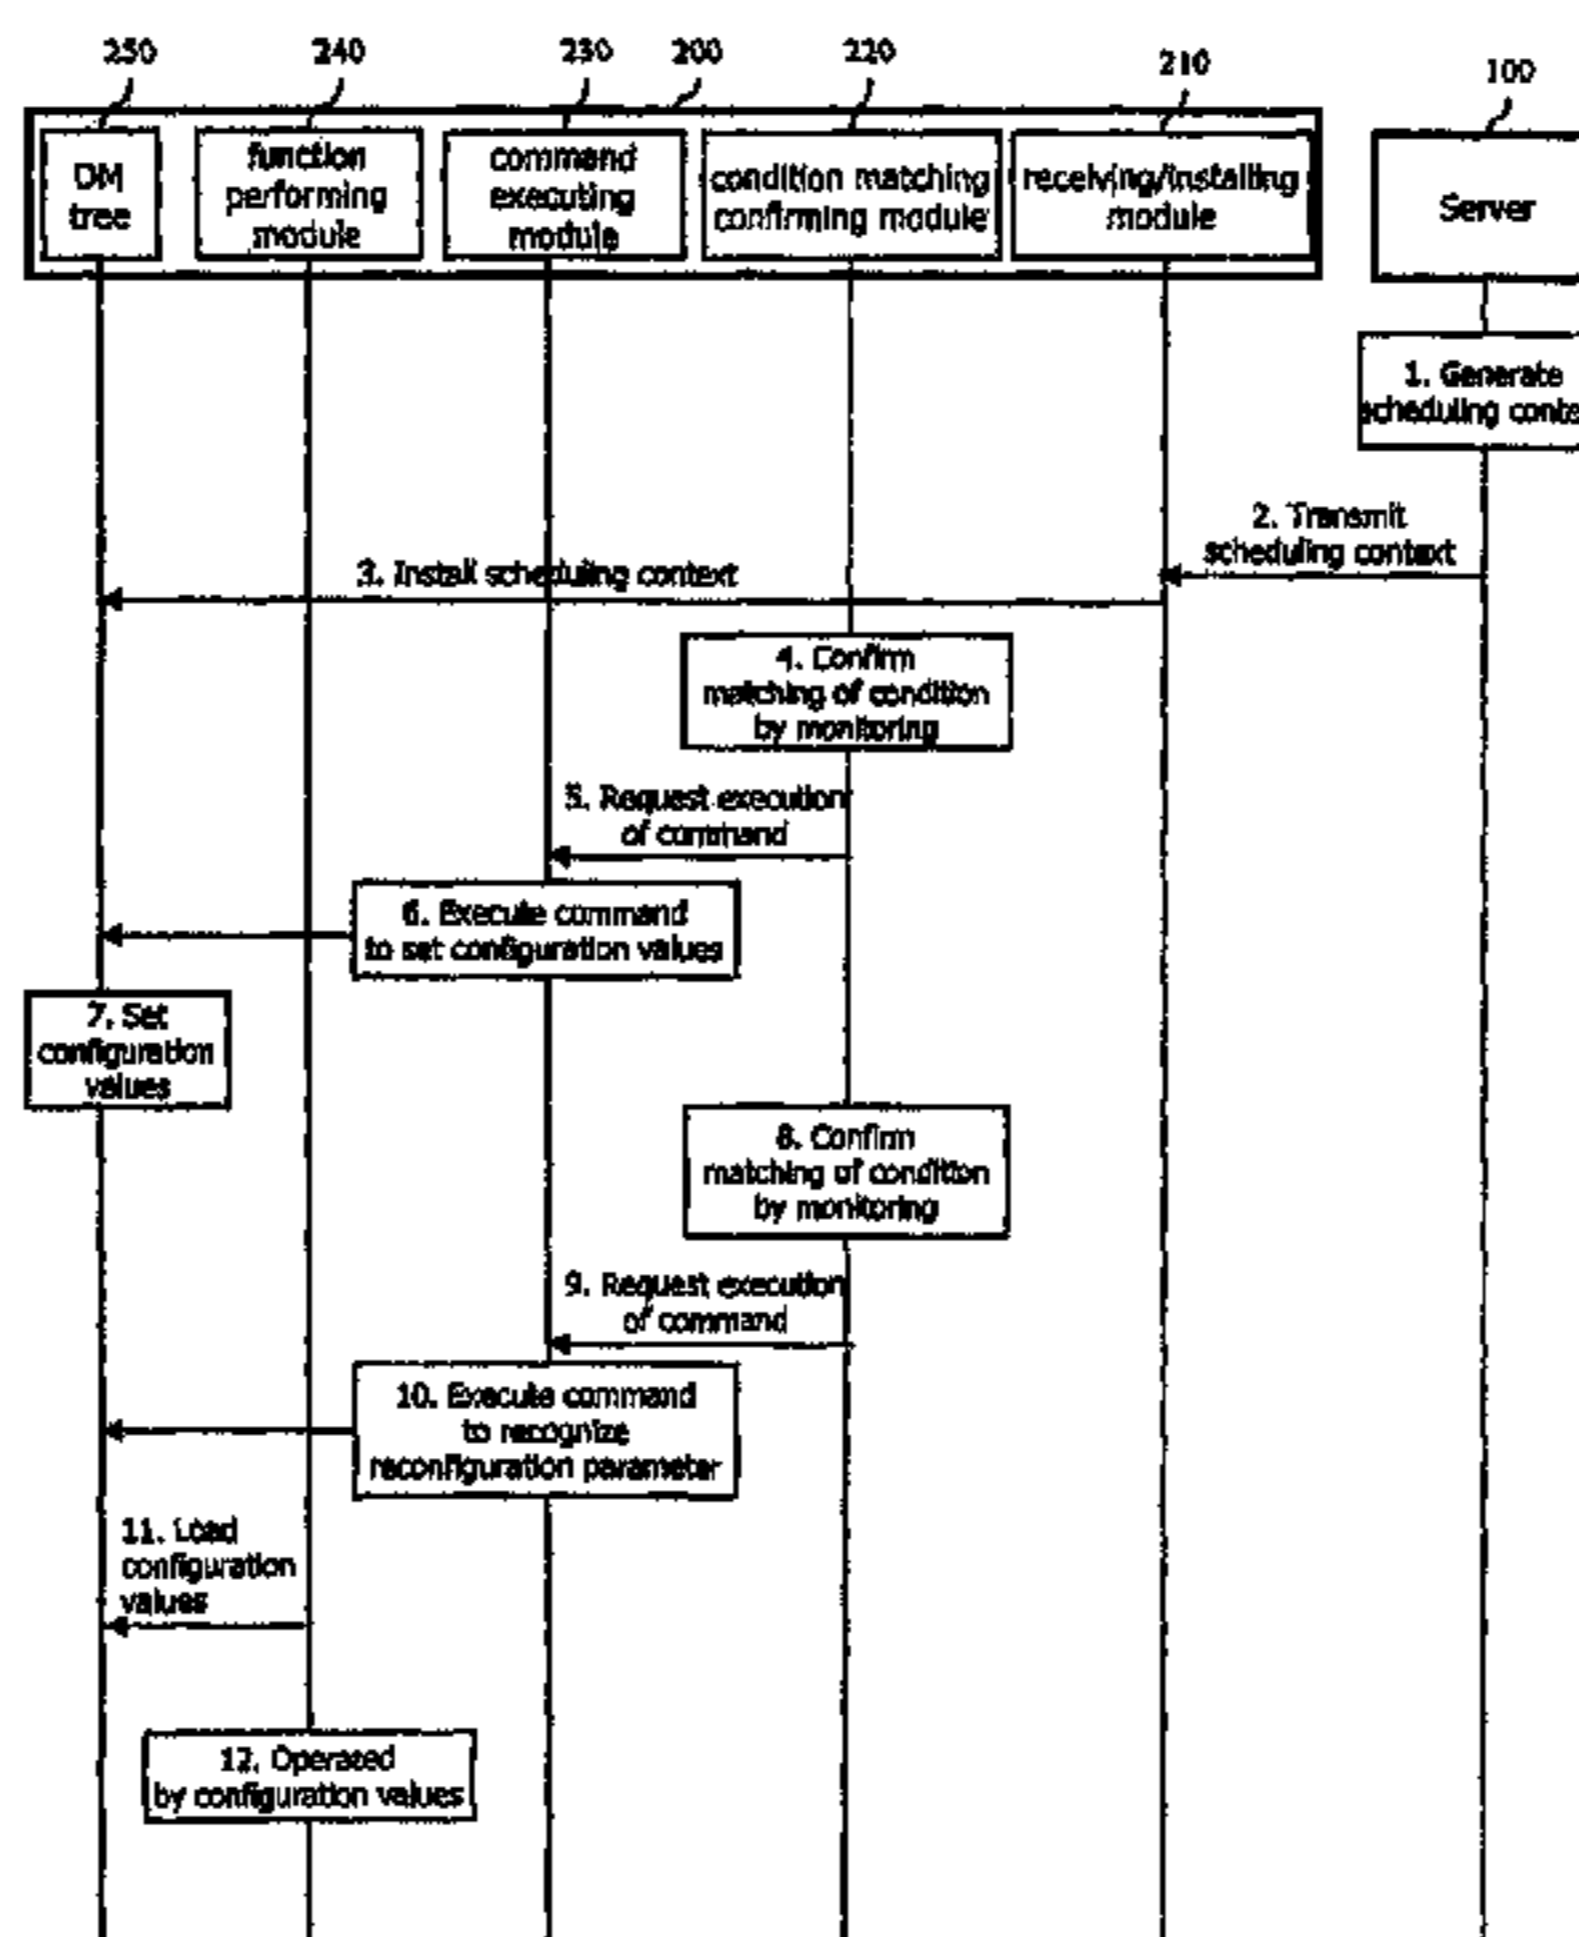 250 240 230 200 220 210 100
DM
tree
function
performing
module
command
executing
module
condition matching
confirming module
receiving/installing
module
Server
1. Generate
scheduling
2. Transmit
scheduling context
3. Install scheduling context
4. Confirm
matching of condition
by monitoring
5. Request execution
of command
6. Execute command
to set configuration values
7. Set
configuration
values
8. Confirm
matching of condition
by monitoring
9. Request execution
of command
10. Execute command
to recognize
reconfiguration parameter
11. Load
configuration
values
12. Operated
by configuration values